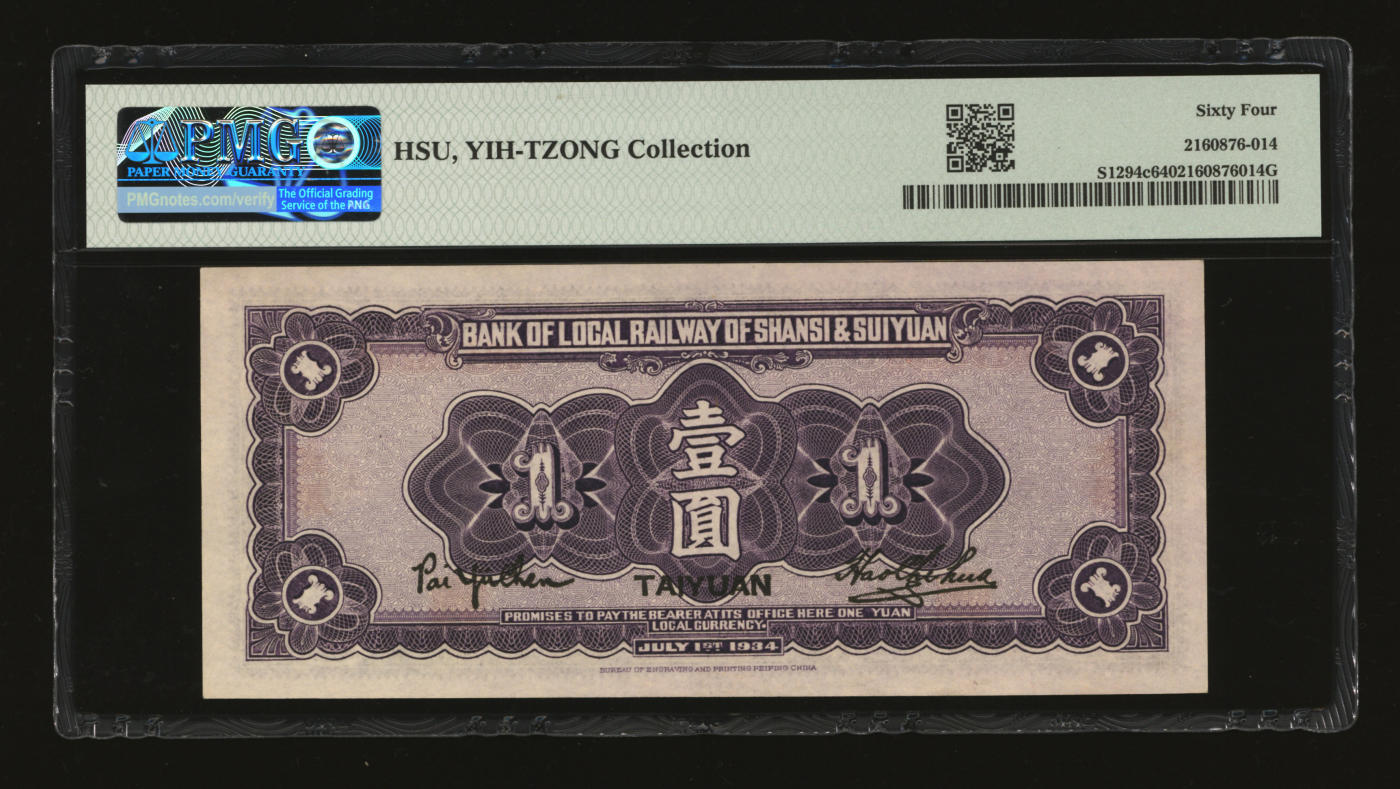 PMG
PAPER MONEY GUARANTY
PMGnotes.com/verify
The Official Grading
Service of the PNG
HSU, YIH-TZONG Collection
Sixty Four
2160876-014
S1294c6402160876014G
BANK OF LOCAL RAILWAY OF SHANSI & SUIYUAN
1 壹圓 1
TAIYUAN
PROMISES TO PAY THE BEARER AT ITS OFFICE HERE ONE YUAN
LOCAL CURRENCY.
JULY 1ST 1934
BUREAU OF ENGRAVING AND PRINTING PEIPING CHINA